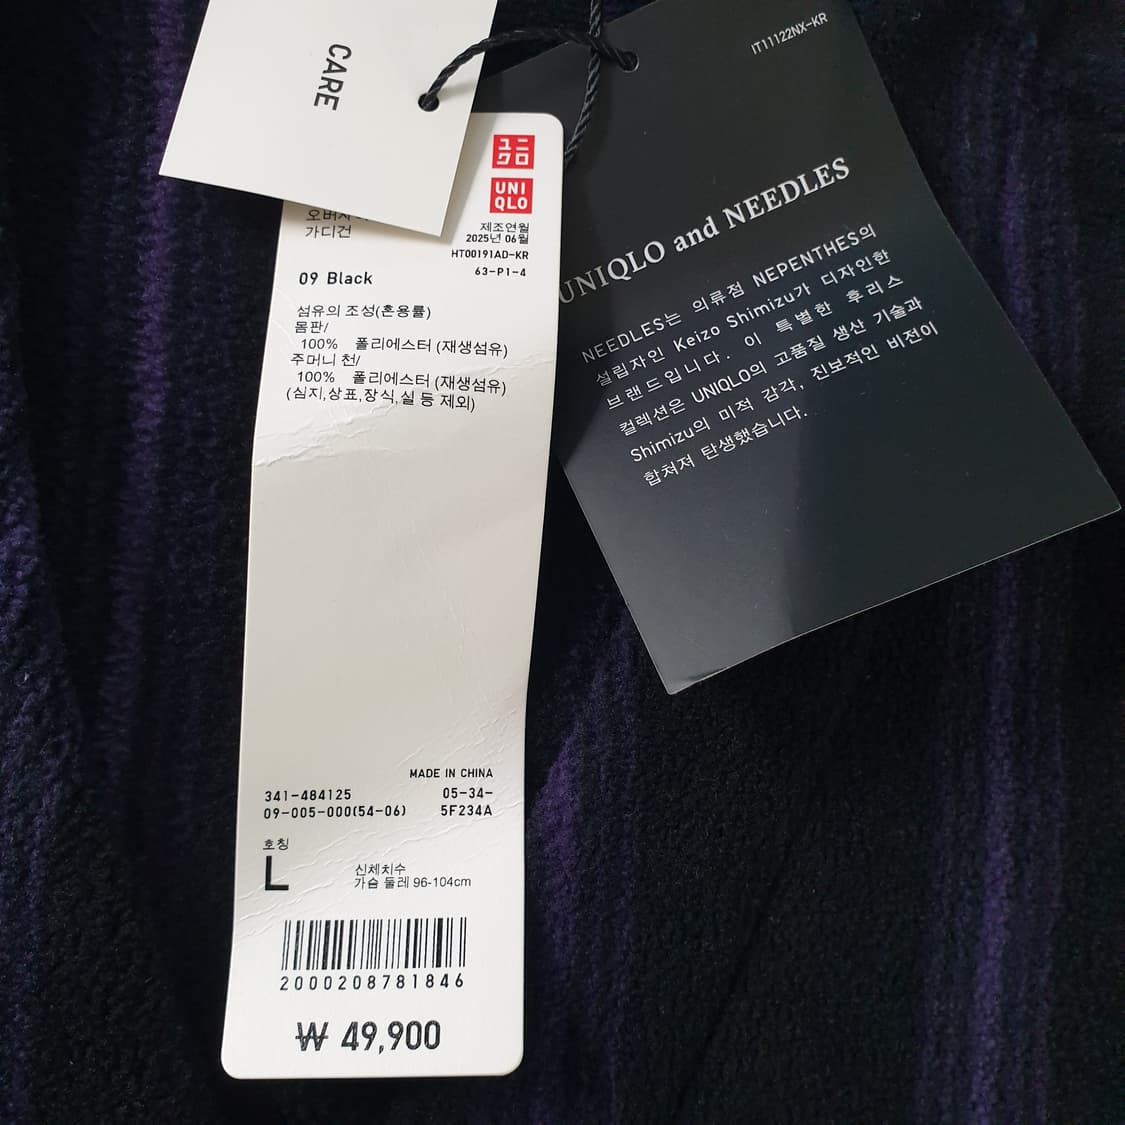 CARE
ユニ
クロ
UNI
QLO
가디건
제조연월
2025년 06월
HT00191AD-KR
63-P1-4
09 Black
섬유의 조성(혼용률)
몸판/
100% 폴리에스터 (재생섬유)
주머니 천/
100% 폴리에스터 (재생섬유)
(심지,상표,장식,실 등 제외)
MADE IN CHINA
341-484125
05-34-
09-005-000(54-06)
5F234A
호칭
L
신체치수
가슴 둘레 96-104cm
2000208781846
₩ 49,900
IT11122NX-KR
UNIQLO and NEEDLES
NEEDLES는 의류점 NEPENTHES의
설립자인 Keizo Shimizu가 디자인한
브랜드입니다. 이 특별한 후리스
컬렉션은 UNIQLO의 고품질 생산 기술과
Shimizu의 미적 감각, 진보적인 비전이
합쳐져 탄생했습니다.